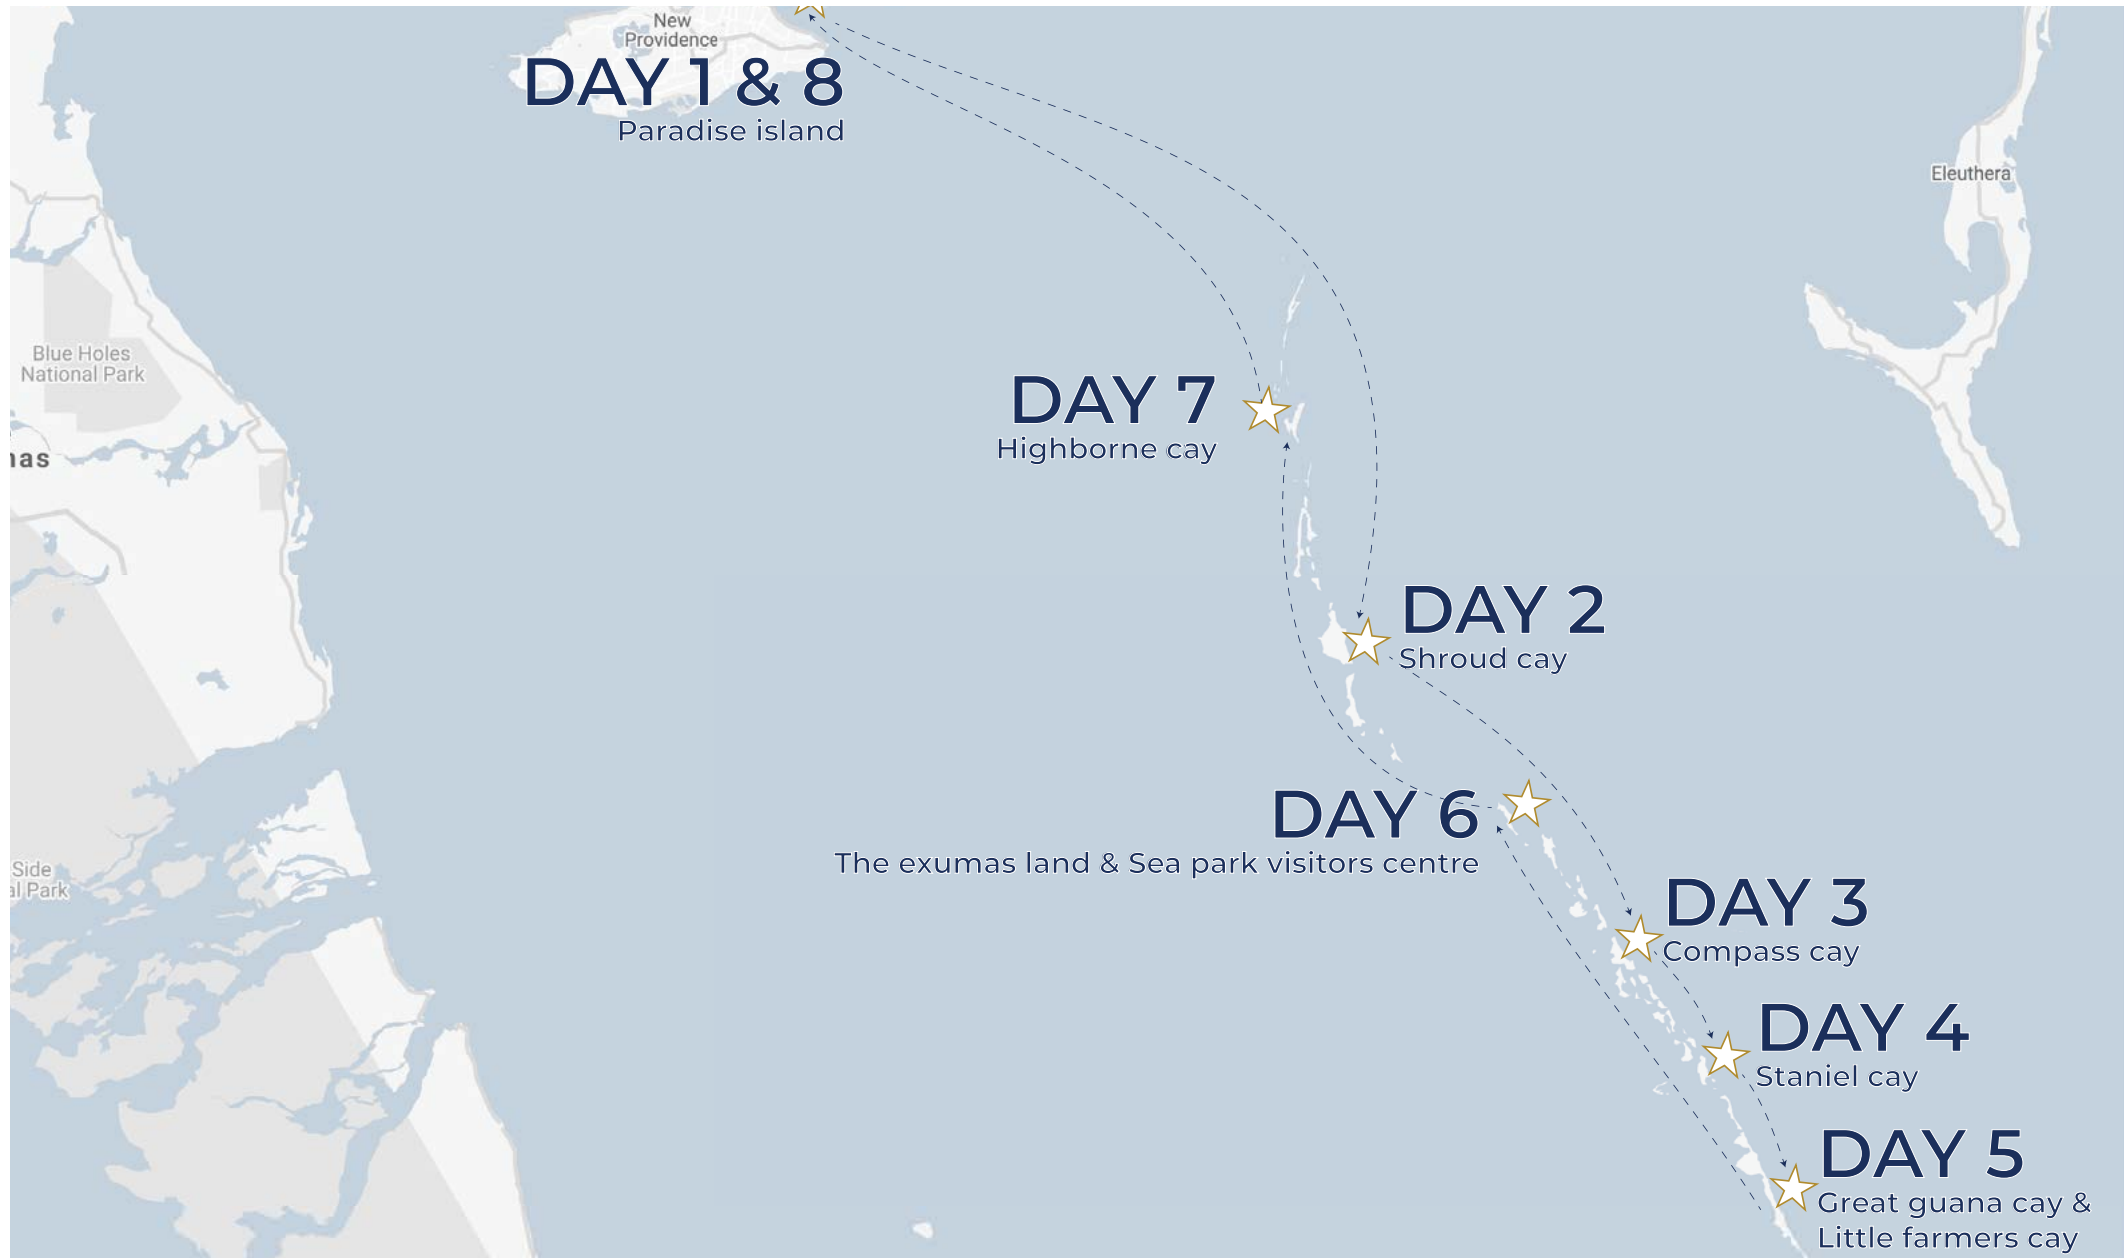 New
Providence
DAY 1 & 8
Paradise island
Eleuthera
Blue Holes
National Park
DAY 7
Highborne cay
DAY 2
Shroud cay
DAY 6
The exumas land & Sea park visitors centre
Side
Park
DAY 3
Compass cay
DAY 4
Staniel cay
DAY 5
Great guana cay &
Little farmers cay